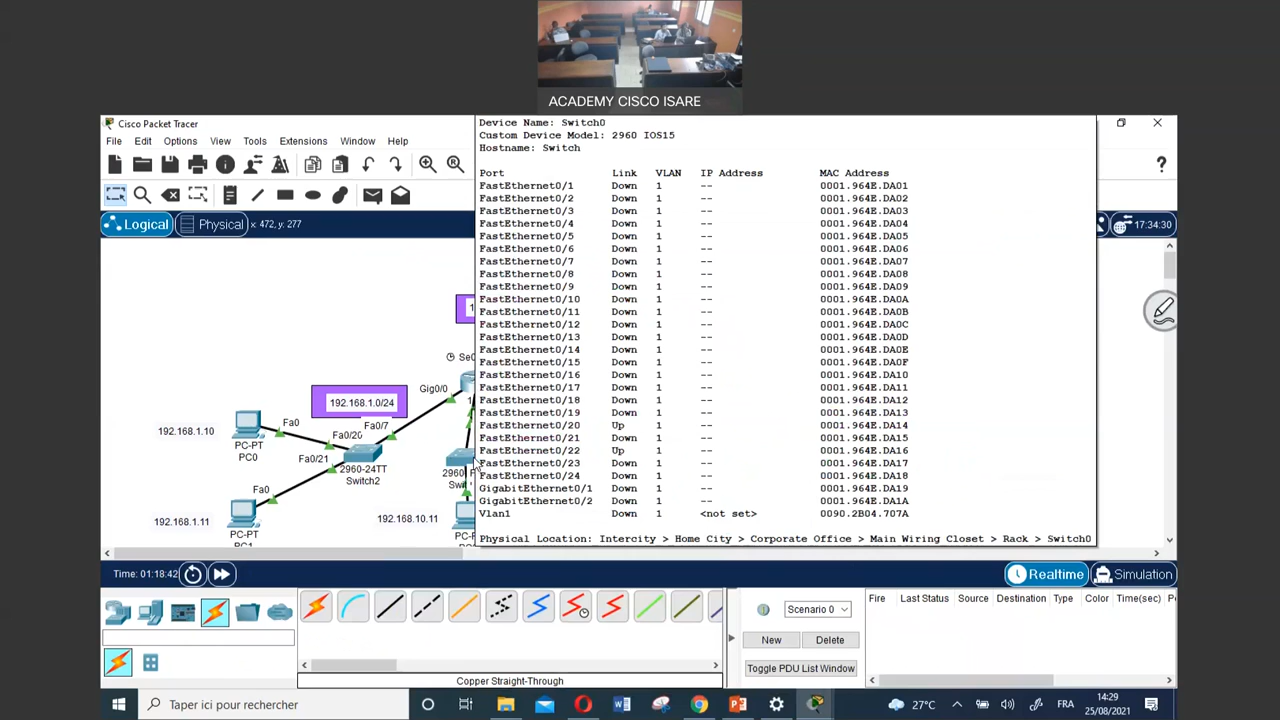 ACADEMY CISCO ISARE
Cisco Packet Tracer
File Edit Options View Tools Extensions Window Help
Logical Physical x: 472, y: 277 17:34:30
Device Name: Switch0
Custom Device Model: 2960 IOS15
Hostname: Switch
Port Link VLAN IP Address MAC Address
FastEthernet0/1 Down 1 -- 0001.964E.DA01
FastEthernet0/2 Down 1 -- 0001.964E.DA02
FastEthernet0/3 Down 1 -- 0001.964E.DA03
FastEthernet0/4 Down 1 -- 0001.964E.DA04
FastEthernet0/5 Down 1 -- 0001.964E.DA05
FastEthernet0/6 Down 1 -- 0001.964E.DA06
FastEthernet0/7 Down 1 -- 0001.964E.DA07
FastEthernet0/8 Down 1 -- 0001.964E.DA08
FastEthernet0/9 Down 1 -- 0001.964E.DA09
FastEthernet0/10 Down 1 -- 0001.964E.DA0A
FastEthernet0/11 Down 1 -- 0001.964E.DA0B
FastEthernet0/12 Down 1 -- 0001.964E.DA0C
FastEthernet0/13 Down 1 -- 0001.964E.DA0D
FastEthernet0/14 Down 1 -- 0001.964E.DA0E
FastEthernet0/15 Down 1 -- 0001.964E.DA0F
FastEthernet0/16 Down 1 -- 0001.964E.DA10
FastEthernet0/17 Down 1 -- 0001.964E.DA11
FastEthernet0/18 Down 1 -- 0001.964E.DA12
FastEthernet0/19 Down 1 -- 0001.964E.DA13
FastEthernet0/20 Up 1 -- 0001.964E.DA14
FastEthernet0/21 Down 1 -- 0001.964E.DA15
FastEthernet0/22 Up 1 -- 0001.964E.DA16
FastEthernet0/23 Down 1 -- 0001.964E.DA17
FastEthernet0/24 Down 1 -- 0001.964E.DA18
GigabitEthernet0/1 Down 1 -- 0001.964E.DA19
GigabitEthernet0/2 Down 1 -- 0001.964E.DA1A
Vlan1 Down 1 <not set> 0090.2B04.707A
Physical Location: Intercity > Home City > Corporate Office > Main Wiring Closet > Rack > Switch0
Se0
Gig0/0
192.168.1.0/24
Fa0 Fa0/20 Fa0/7
192.168.1.10
PC-PT
PC0
Fa0/21
2960-24TT
Switch2
2960
Fa0
192.168.1.11
PC-PT
PC1
192.168.10.11
PC-PT
Time: 01:18:42 Realtime Simulation
Scenario 0
New Delete
Toggle PDU List Window
Fire Last Status Source Destination Type Color Time(sec)
Copper Straight-Through
Taper ici pour rechercher
27°C FRA
14:29
25/08/2021